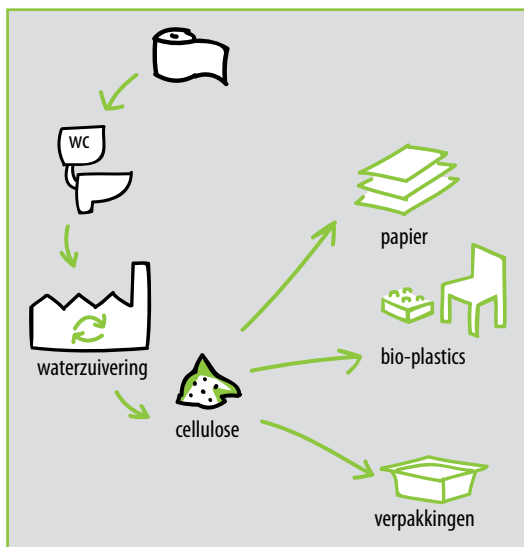 WC
papier
waterzuivering
bio-plastics
cellulose
verpakkingen